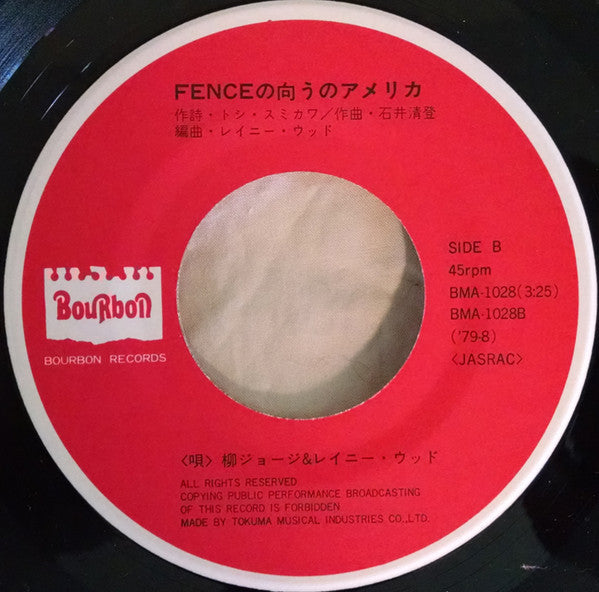 FENCEの向うのアメリカ
作詩・トシ・スミカワ/作曲・石井清登
編曲・レイニー・ウッド
SIDE B
45rpm
BMA-1028(3:25)
BMA-1028B
('79-8)
<JASRAC>
BouRboN
BOURBON RECORDS
〈唄〉柳ジョージ&レイニー・ウッド
ALL RIGHTS RESERVED
COPYING PUBLIC PERFORMANCE BROADCASTING
OF THIS RECORD IS FORBIDDEN
MADE BY TOKUMA MUSICAL INDUSTRIES CO.,LTD.